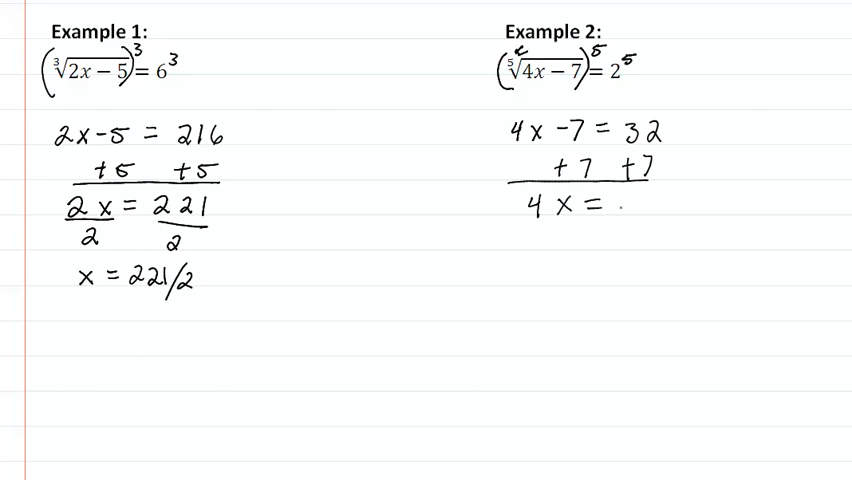 Example 1:
(∛(2x − 5))³ = 6³
2x - 5 = 216
+5 +5
2x = 221
2 2
x = 221/2
Example 2:
(⁵√(4x − 7))⁵ = 2⁵
4x - 7 = 32
+7 +7
4x =